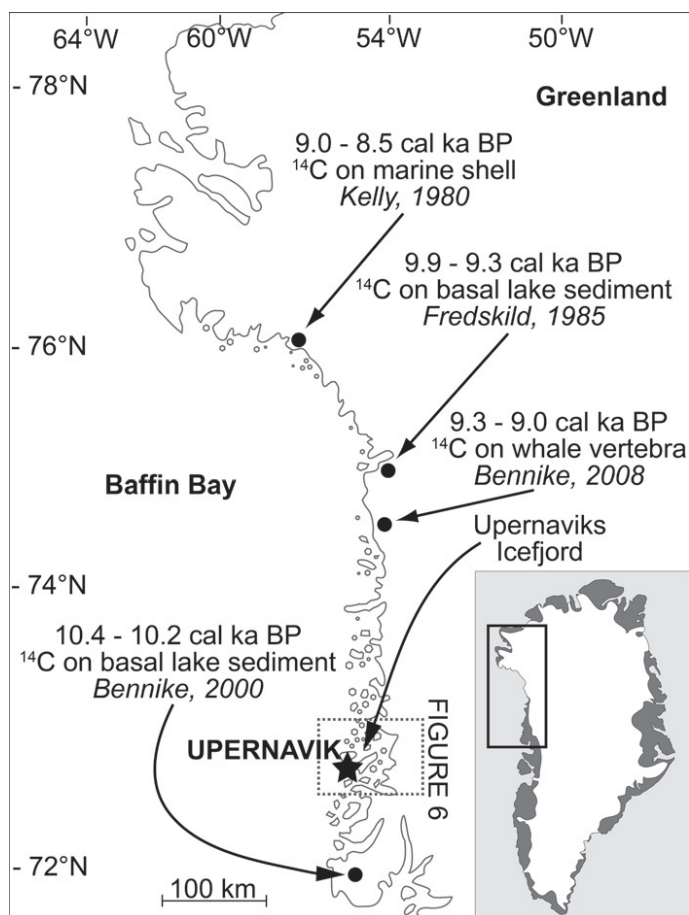 64°W
60°W
54°W
50°W
- 78°N
Greenland
9.0 - 8.5 cal ka BP
¹⁴C on marine shell
Kelly, 1980
9.9 - 9.3 cal ka BP
¹⁴C on basal lake sediment
Fredskild, 1985
- 76°N
9.3 - 9.0 cal ka BP
¹⁴C on whale vertebra
Bennike, 2008
Baffin Bay
Upernaviks
Icefjord
- 74°N
10.4 - 10.2 cal ka BP
¹⁴C on basal lake sediment
Bennike, 2000
UPERNAVIK
FIGURE 6
- 72°N
100 km